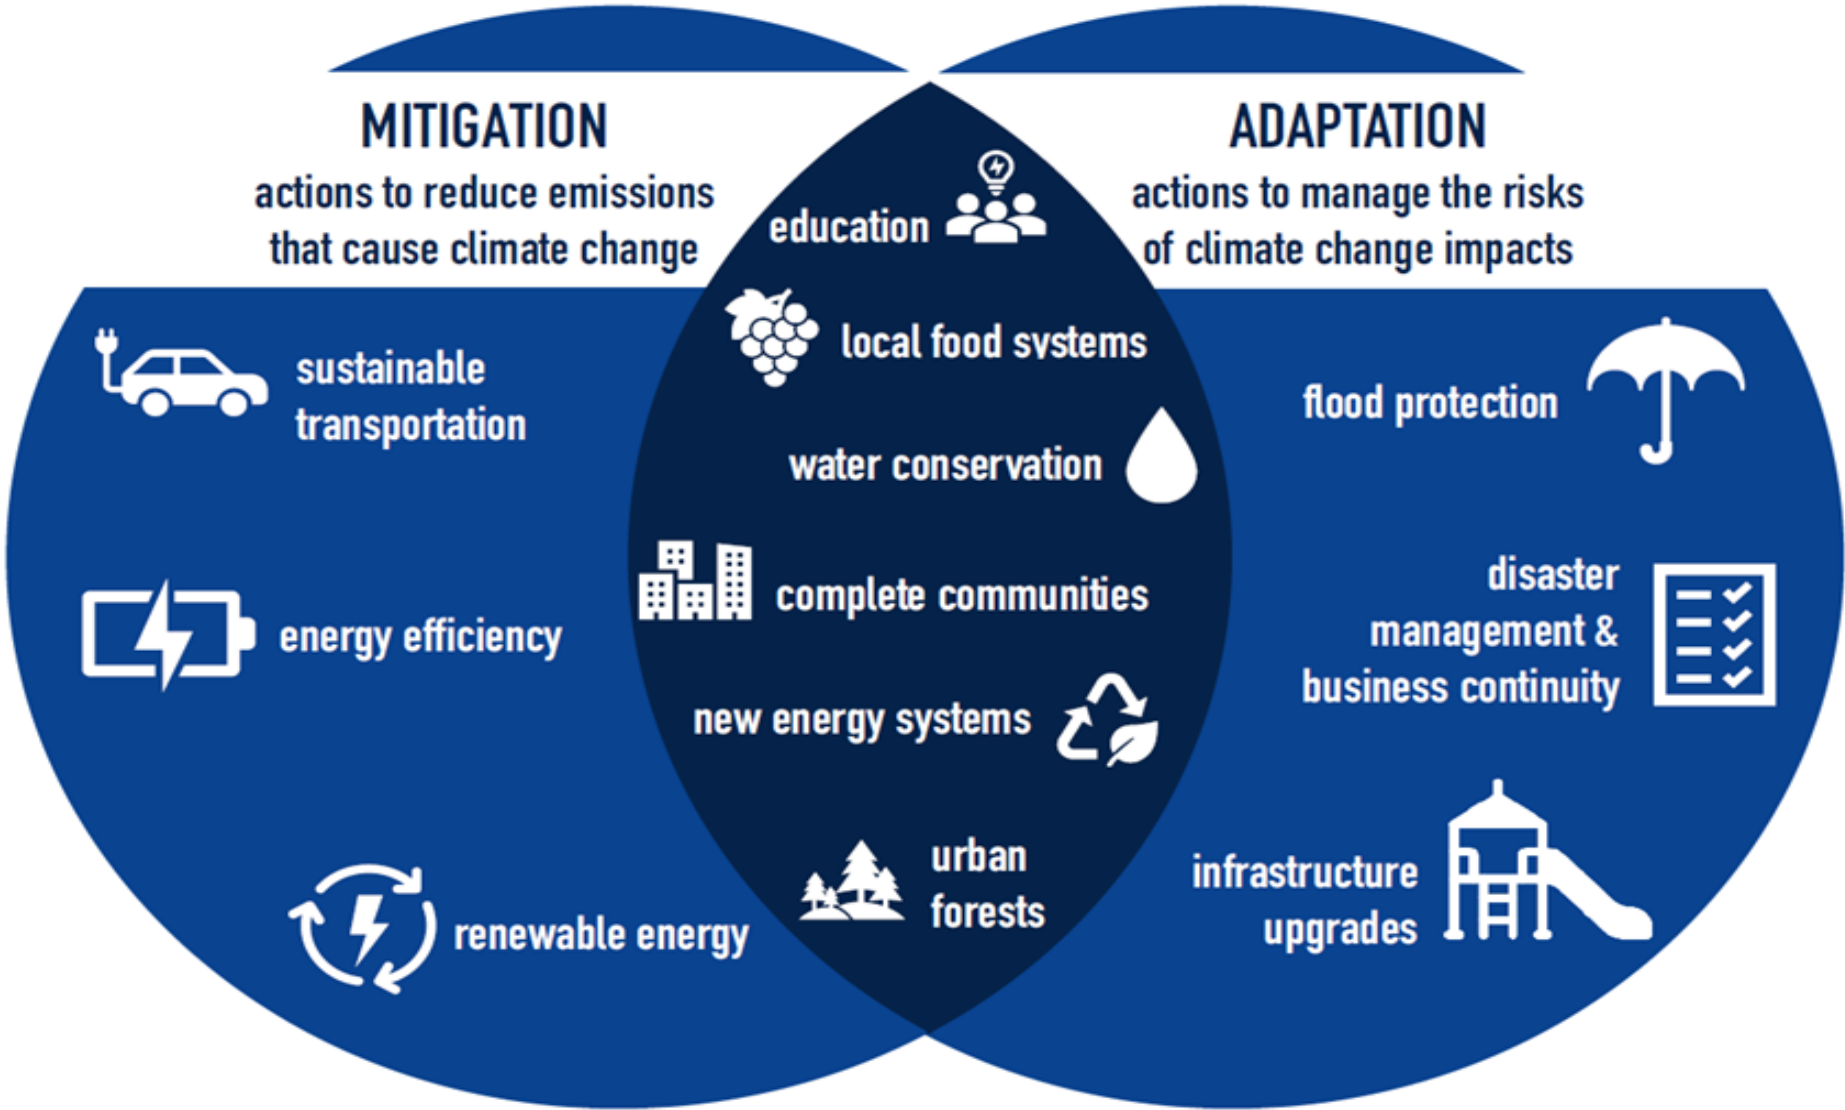 MITIGATION
actions to reduce emissions
that cause climate change
sustainable
transportation
energy efficiency
renewable energy
education
local food systems
water conservation
complete communities
new energy systems
urban
forests
ADAPTATION
actions to manage the risks
of climate change impacts
flood protection
disaster
management &
business continuity
infrastructure
upgrades